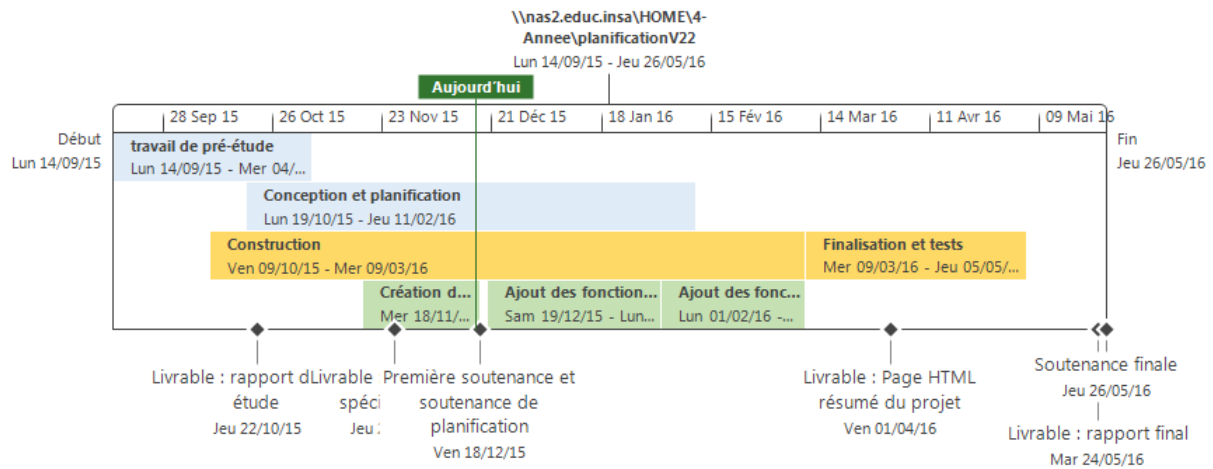 \\nas2.educ.insa\HOME\4-
Annee\planificationV22
Lun 14/09/15 - Jeu 26/05/16
Aujourd'hui
28 Sep 15
26 Oct 15
23 Nov 15
21 Déc 15
18 Jan 16
15 Fév 16
14 Mar 16
11 Avr 16
09 Mai 16
Début
Lun 14/09/15
Fin
Jeu 26/05/16
travail de pré-étude
Lun 14/09/15 - Mer 04/...
Conception et planification
Lun 19/10/15 - Jeu 11/02/16
Construction
Ven 09/10/15 - Mer 09/03/16
Finalisation et tests
Mer 09/03/16 - Jeu 05/05/...
Création d...
Mer 18/11/...
Ajout des fonction...
Sam 19/12/15 - Lun...
Ajout des fonc...
Lun 01/02/16 -...
Livrable : rapport d
étude
Jeu 22/10/15
Livrable
spéci
Jeu
Première soutenance et
soutenance de
planification
Ven 18/12/15
Livrable : Page HTML
résumé du projet
Ven 01/04/16
Soutenance finale
Jeu 26/05/16
Livrable : rapport final
Mar 24/05/16